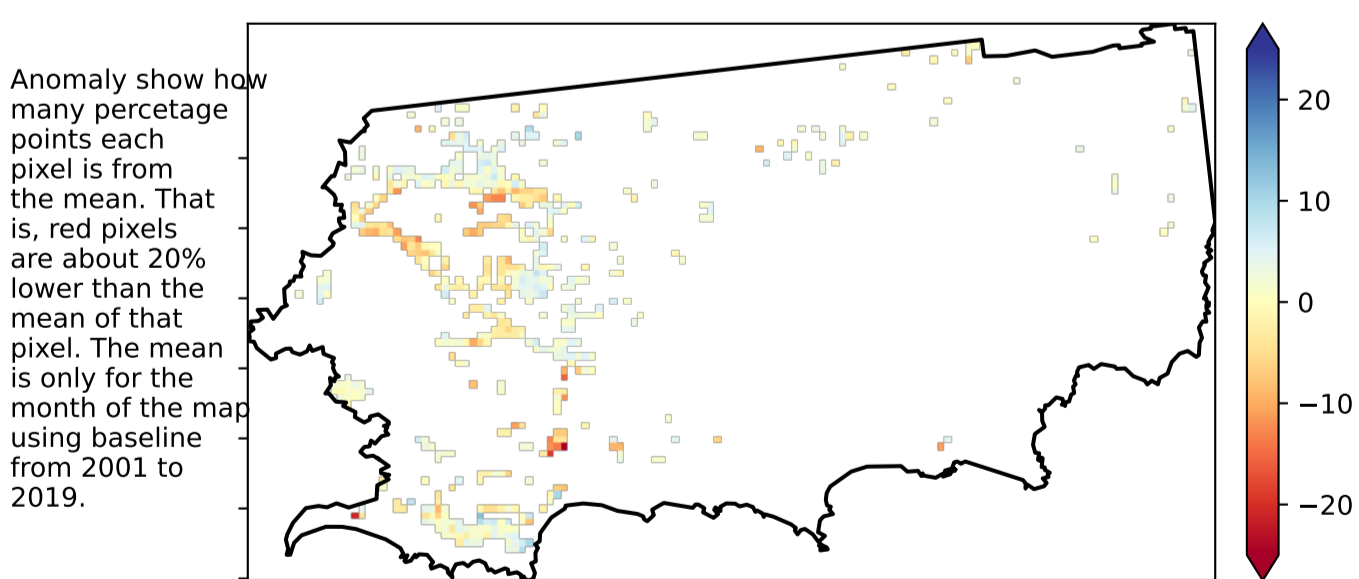 Anomaly show how
many percetage
points each
pixel is from
the mean. That
is, red pixels
are about 20%
lower than the
mean of that
pixel. The mean
is only for the
month of the map
using baseline
from 2001 to
2019.
20
10
0
−10
−20